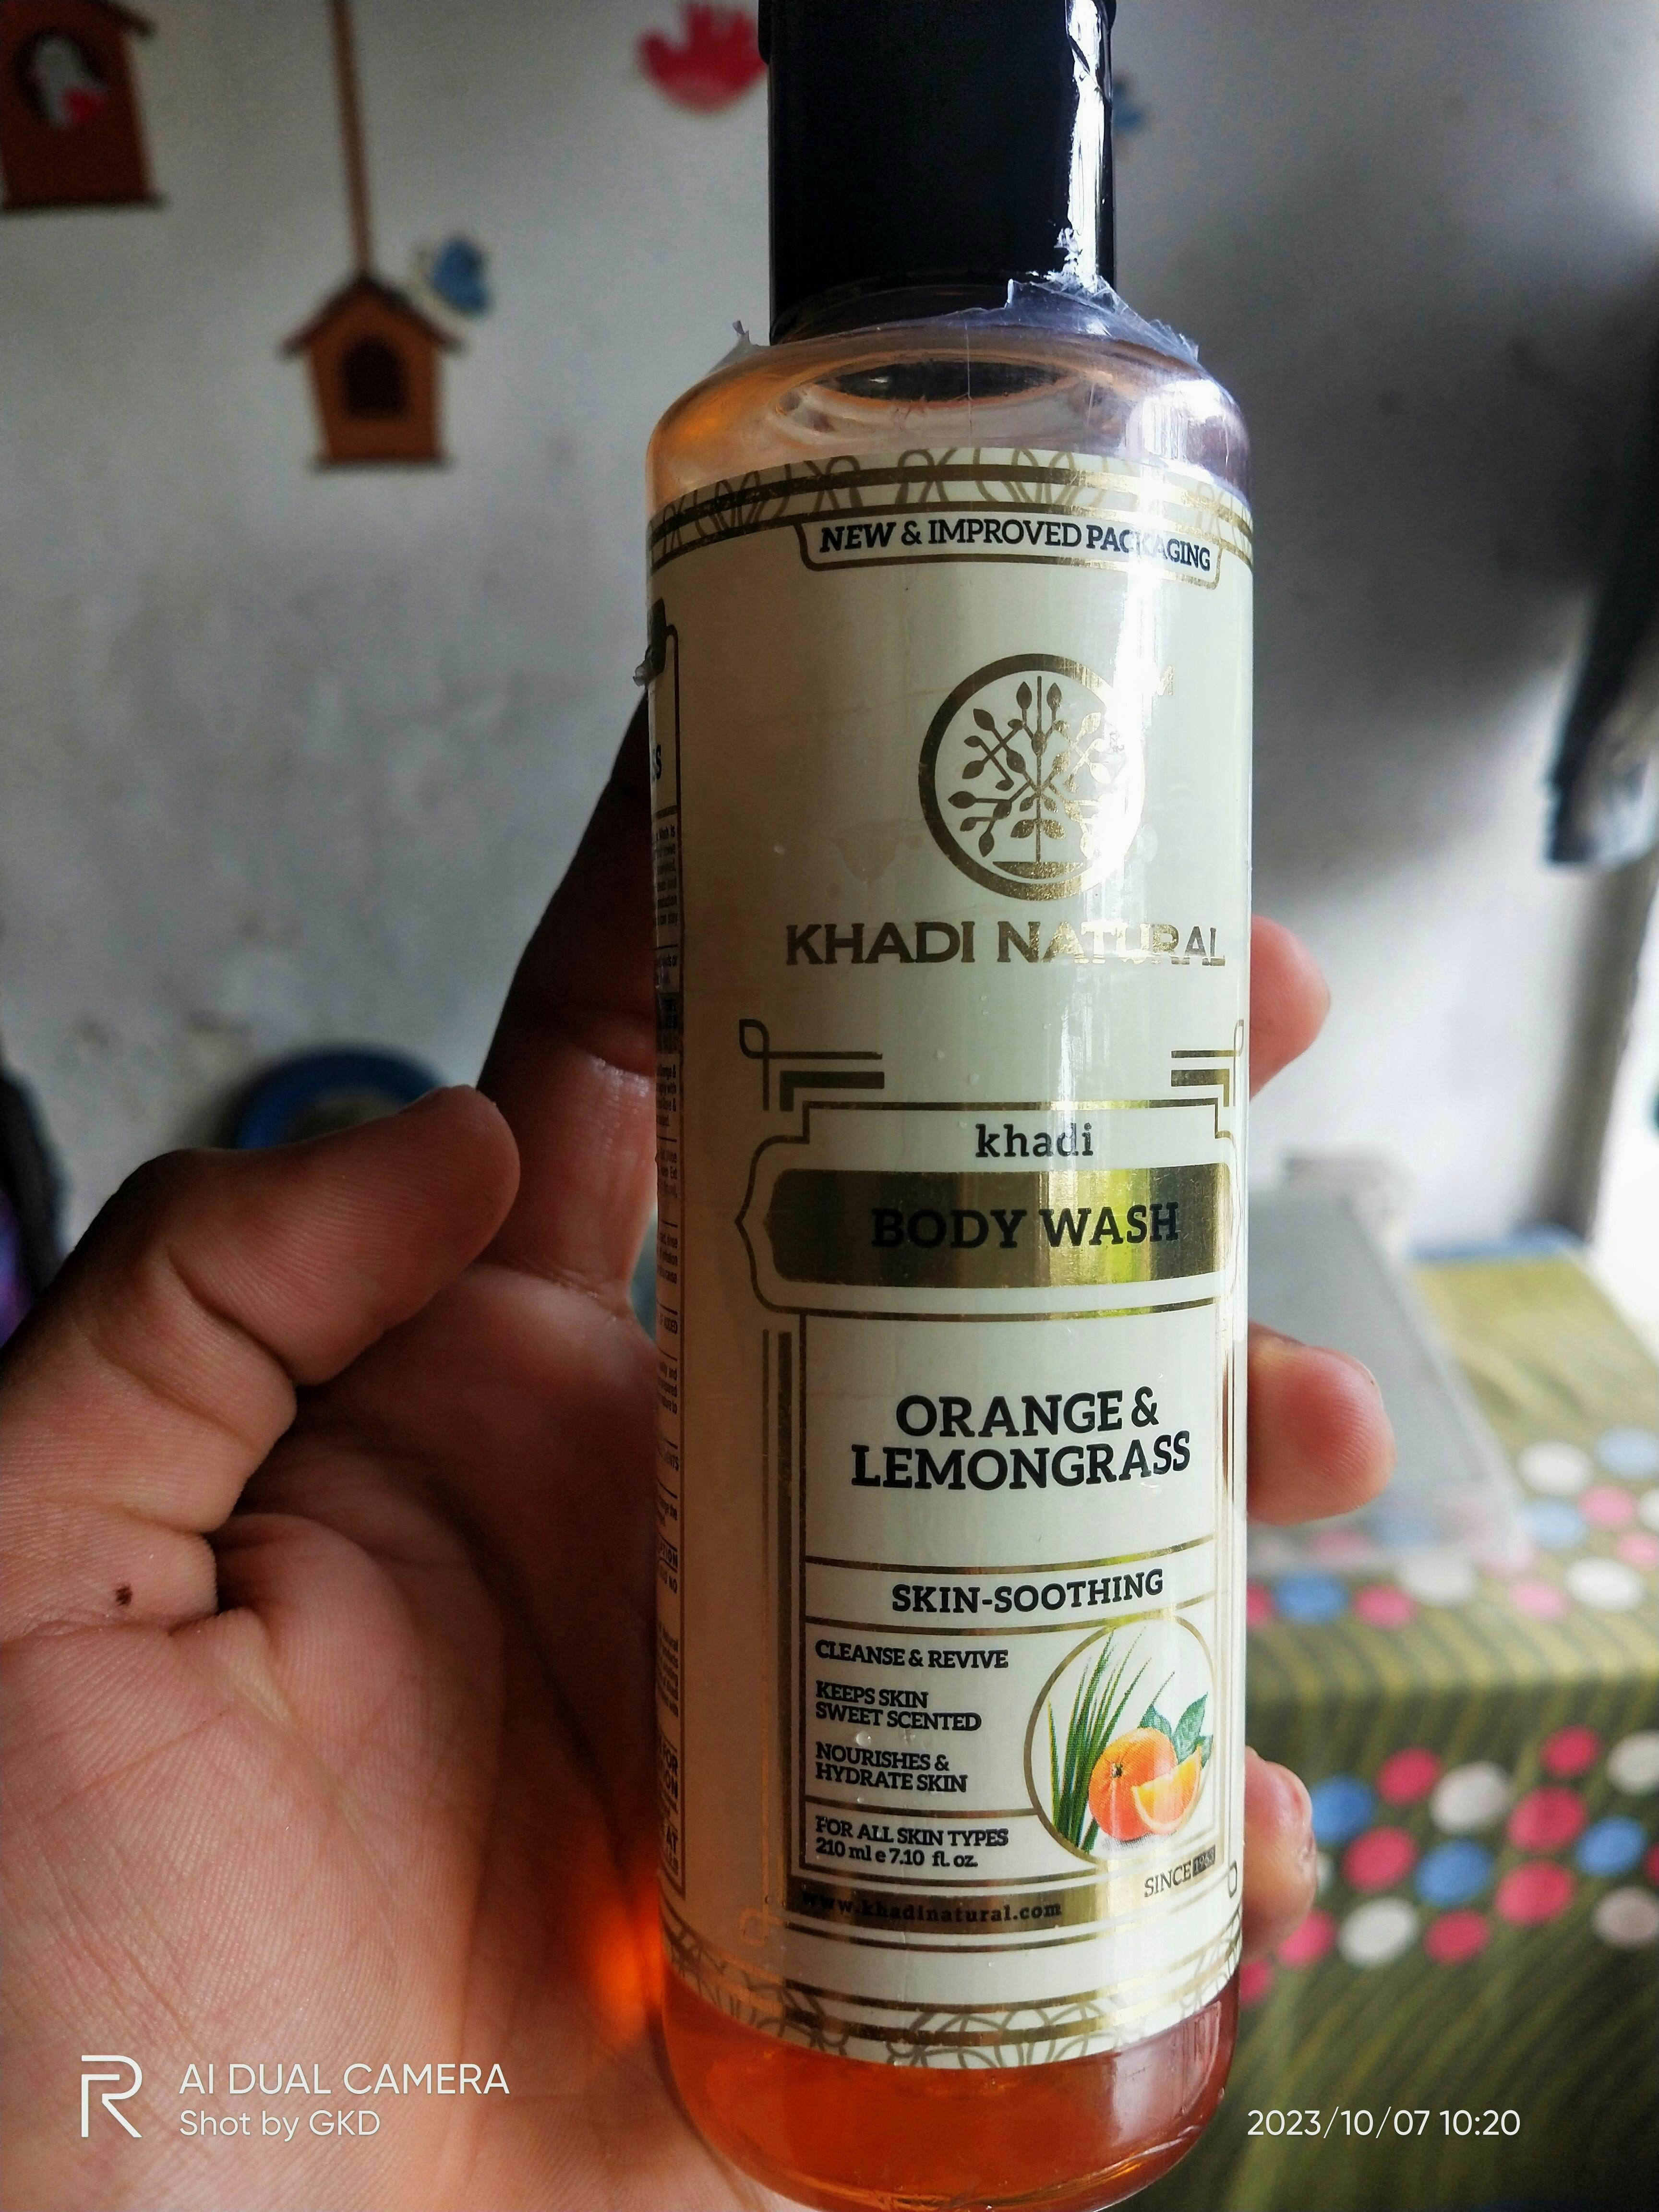 NEW & IMPROVED PACKAGING
KHADI NATURAL
khadi
BODY WASH
ORANGE &
LEMONGRASS
SKIN-SOOTHING
CLEANSE & REVIVE
KEEPS SKIN
SWEET SCENTED
NOURISHES &
HYDRATE SKIN
FOR ALL SKIN TYPES
210 ml e 7.10 fl. oz.
SINCE
www.khadinatural.com
AI DUAL CAMERA
Shot by GKD
2023/10/07 10:20